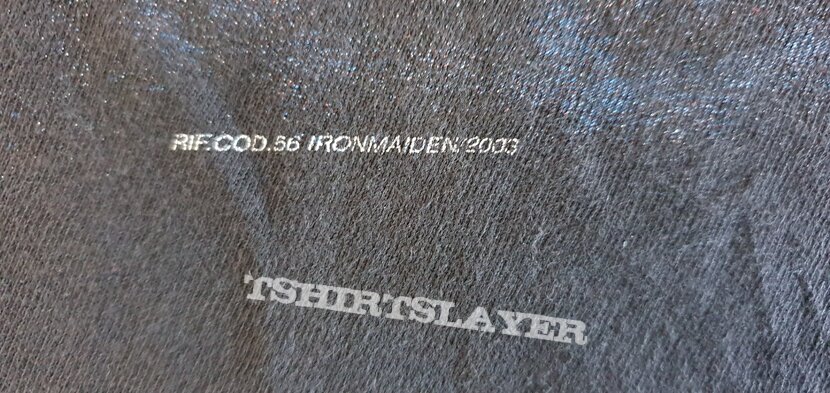 RIF.COD.56 IRONMAIDEN/2003
TSHIRTSLAYER